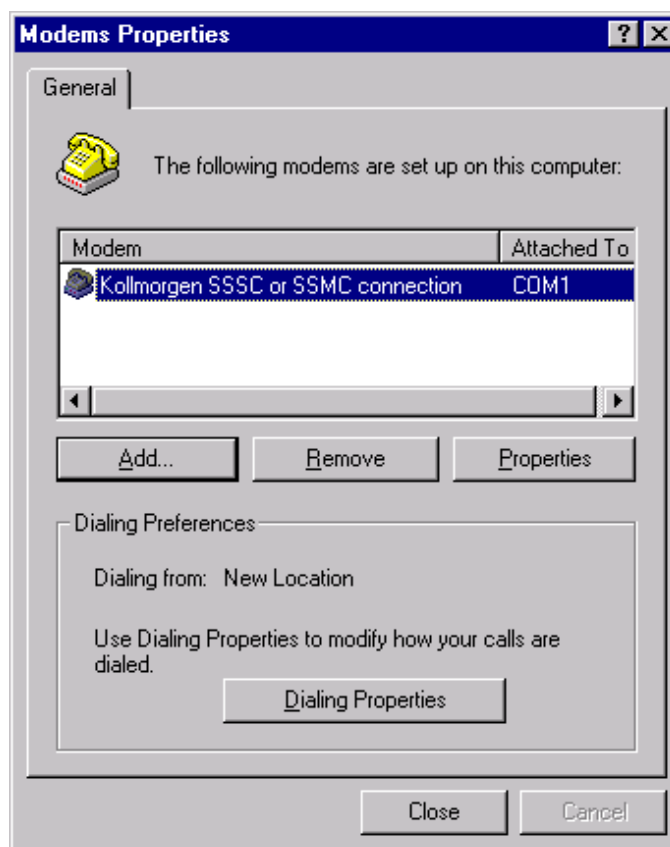 Modems Properties
General
The following modems are set up on this computer:
Modem Attached To
Kollmorgen SSSC or SSMC connection COM1
Add... Remove Properties
Dialing Preferences
Dialing from: New Location
Use Dialing Properties to modify how your calls are
dialed.
Dialing Properties
Close Cancel